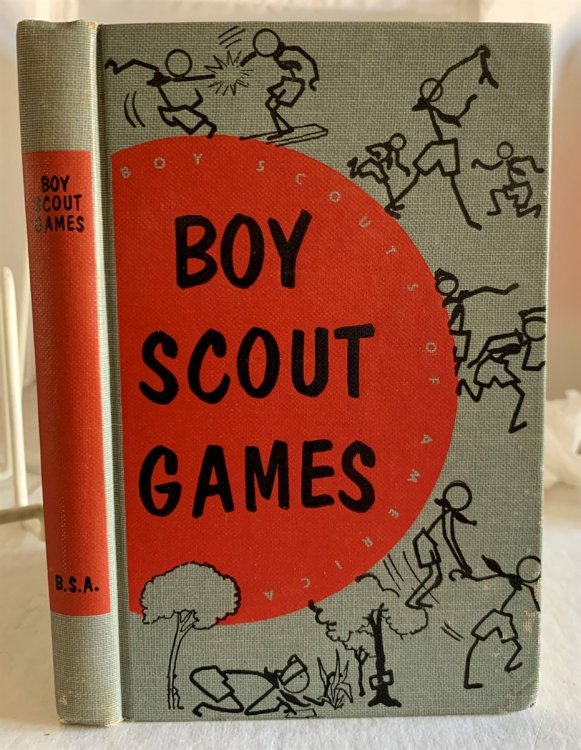 BOY
SCOUT
GAMES
B.S.A.
BOY SCOUTS OF AMERICA
BOY
SCOUT
GAMES